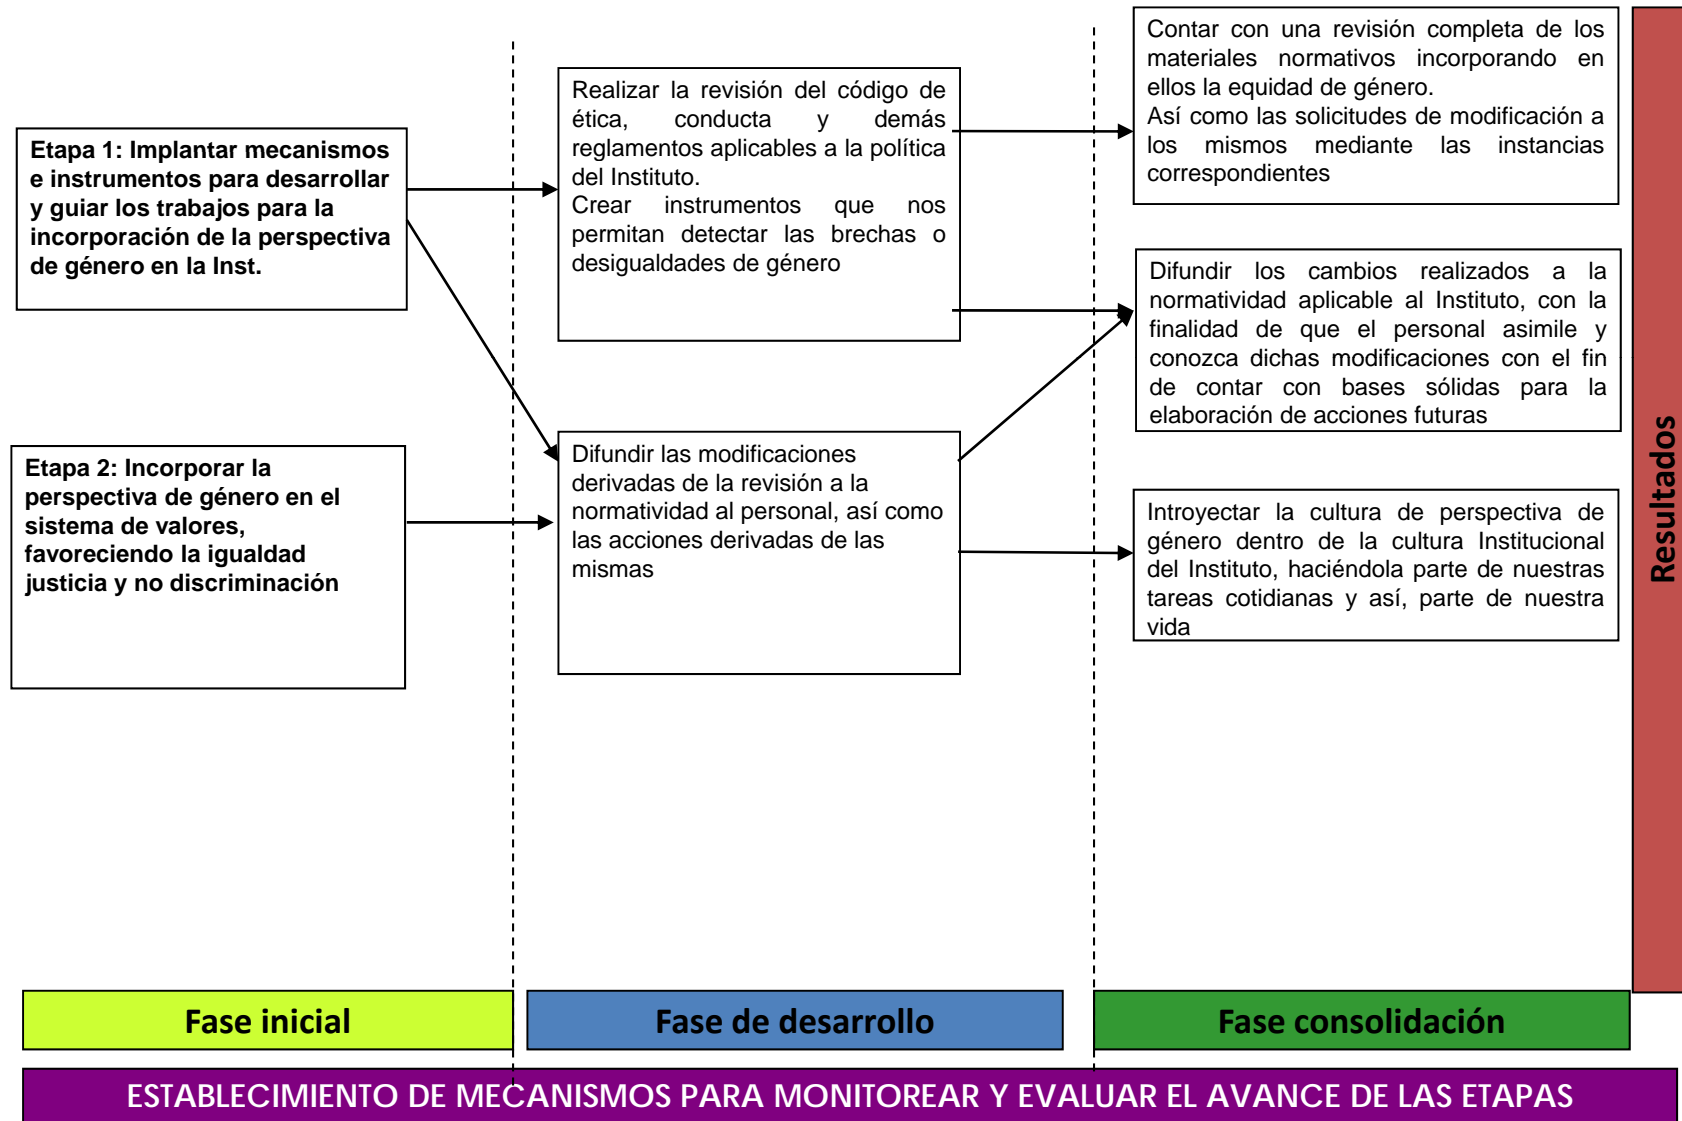 Etapa 1: Implantar mecanismos
e instrumentos para desarrollar
y guiar los trabajos para la
incorporación de la perspectiva
de género en la Inst.
Etapa 2: Incorporar la
perspectiva de género en el
sistema de valores,
favoreciendo la igualdad
justicia y no discriminación
Realizar la revisión del código de
ética, conducta y demás
reglamentos aplicables a la política
del Instituto.
Crear instrumentos que nos
permitan detectar las brechas o
desigualdades de género
Difundir las modificaciones
derivadas de la revisión a la
normatividad al personal, así como
las acciones derivadas de las
mismas
Contar con una revisión completa de los
materiales normativos incorporando en
ellos la equidad de género.
Así como las solicitudes de modificación a
los mismos mediante las instancias
correspondientes
Difundir los cambios realizados a la
normatividad aplicable al Instituto, con la
finalidad de que el personal asimile y
conozca dichas modificaciones con el fin
de contar con bases sólidas para la
elaboración de acciones futuras
Introyectar la cultura de perspectiva de
género dentro de la cultura Institucional
del Instituto, haciéndola parte de nuestras
tareas cotidianas y así, parte de nuestra
vida
Resultados
Fase inicial
Fase de desarrollo
Fase consolidación
ESTABLECIMIENTO DE MECANISMOS PARA MONITOREAR Y EVALUAR EL AVANCE DE LAS ETAPAS